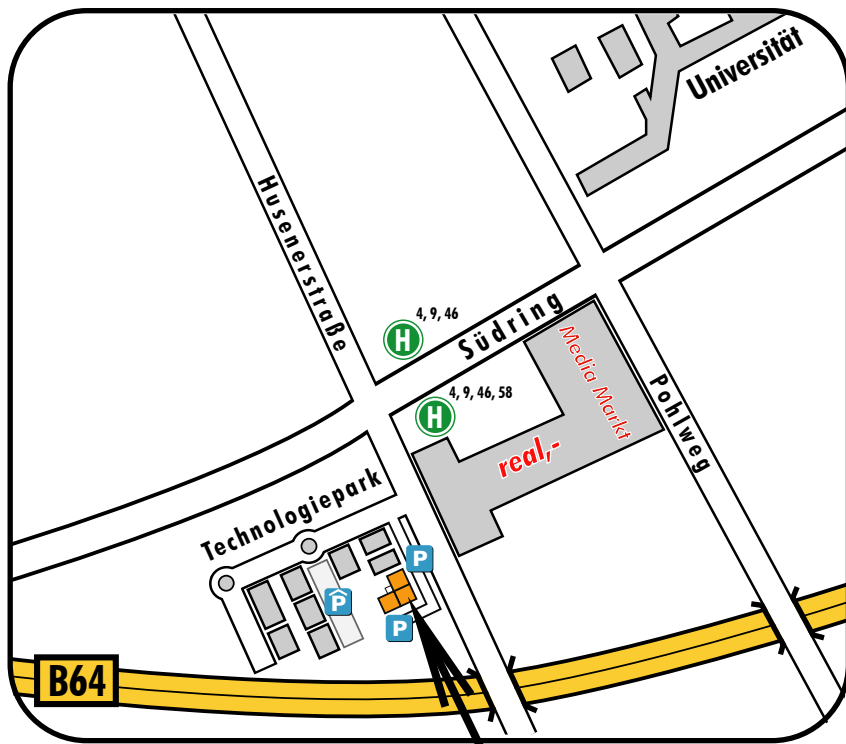 Universität
Husenerstraße
4, 9, 46
H
Südring
Media Markt
4, 9, 46, 58
H
Pohlweg
real,-
Technologiepark
P
P
P
B64